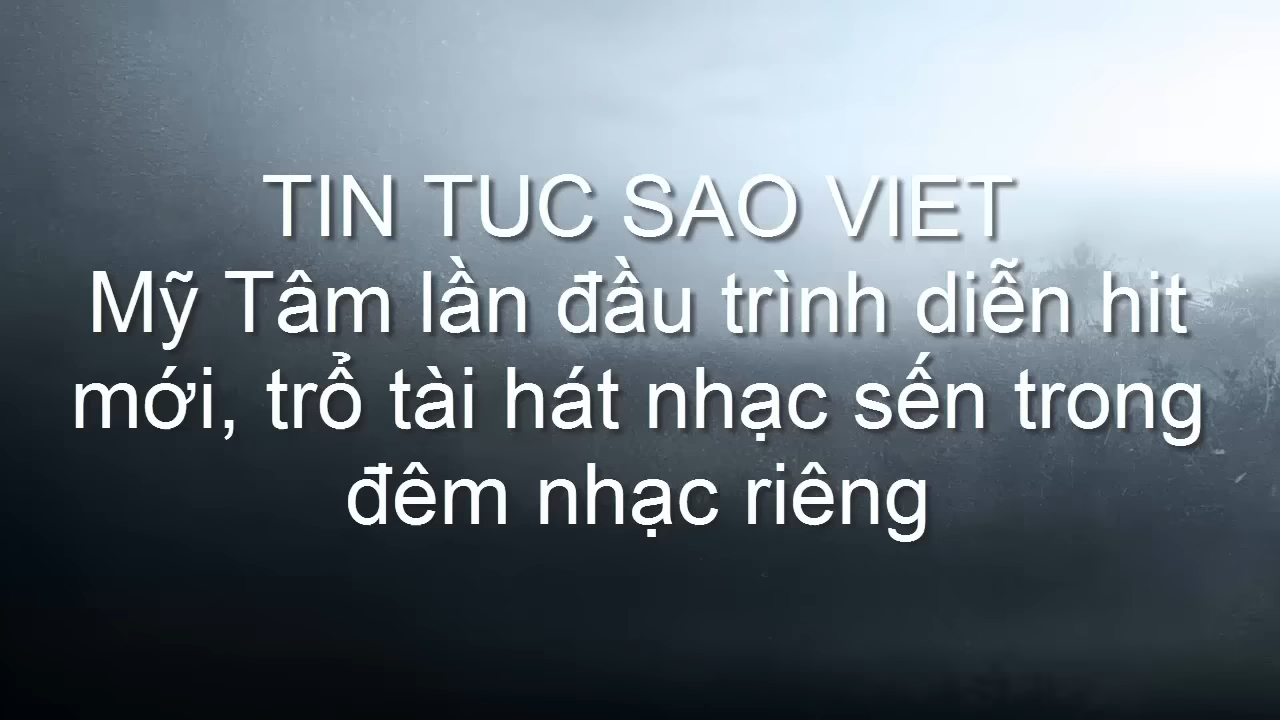 TIN TUC SAO VIET
Mỹ Tâm lần đầu trình diễn hit
mới, trổ tài hát nhạc sến trong
đêm nhạc riêng